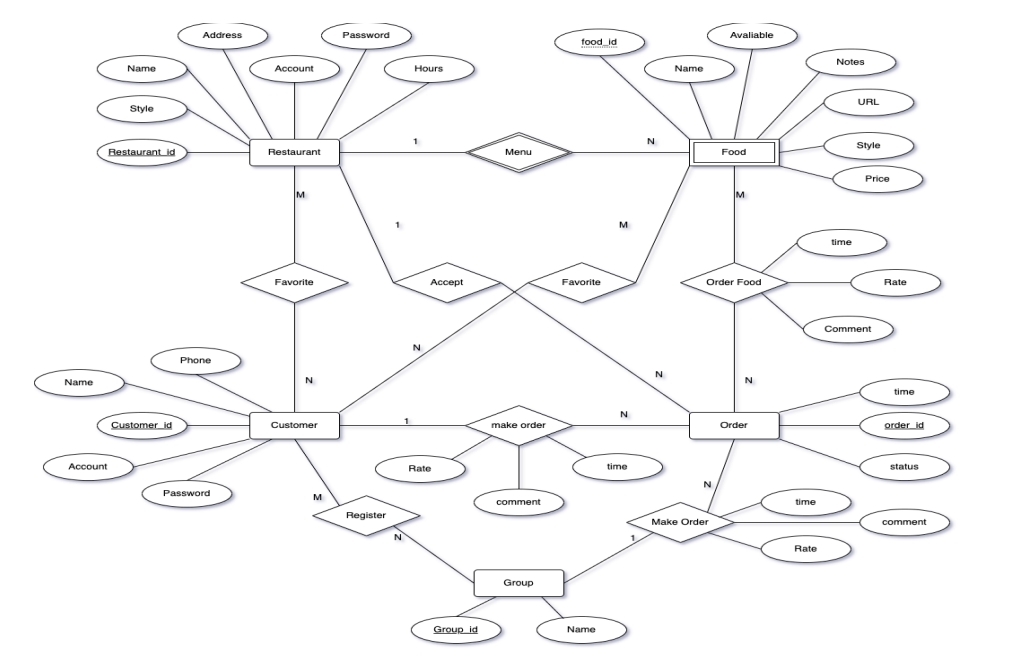 Address
Password
food_id
Avaliable
Name
Account
Hours
Name
Notes
Style
URL
Restaurant_id
Restaurant
1
Menu
N
Food
Style
Price
M
1
M
M
time
Favorite
Accept
Favorite
Order Food
Rate
Comment
N
Phone
N
N
N
Name
time
Customer_id
Customer
1
make order
N
Order
order_id
Account
Rate
time
status
Password
comment
N
M
Register
N
Make Order
time
comment
1
Rate
Group
Group_id
Name